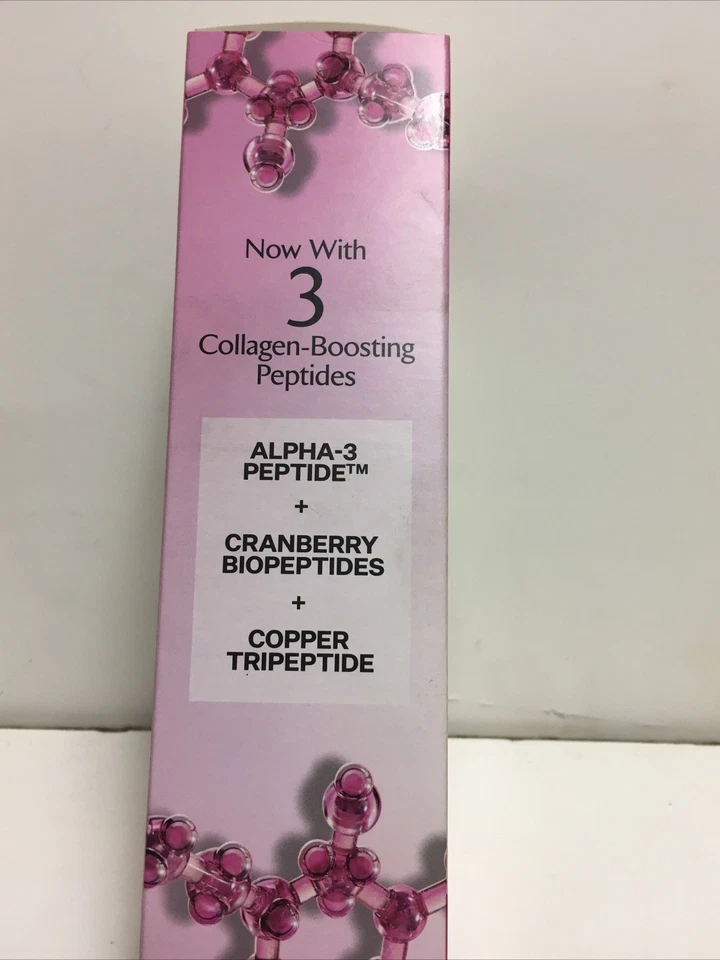 Now With
3
Collagen-Boosting
Peptides
ALPHA-3
PEPTIDE™
+
CRANBERRY
BIOPEPTIDES
+
COPPER
TRIPEPTIDE